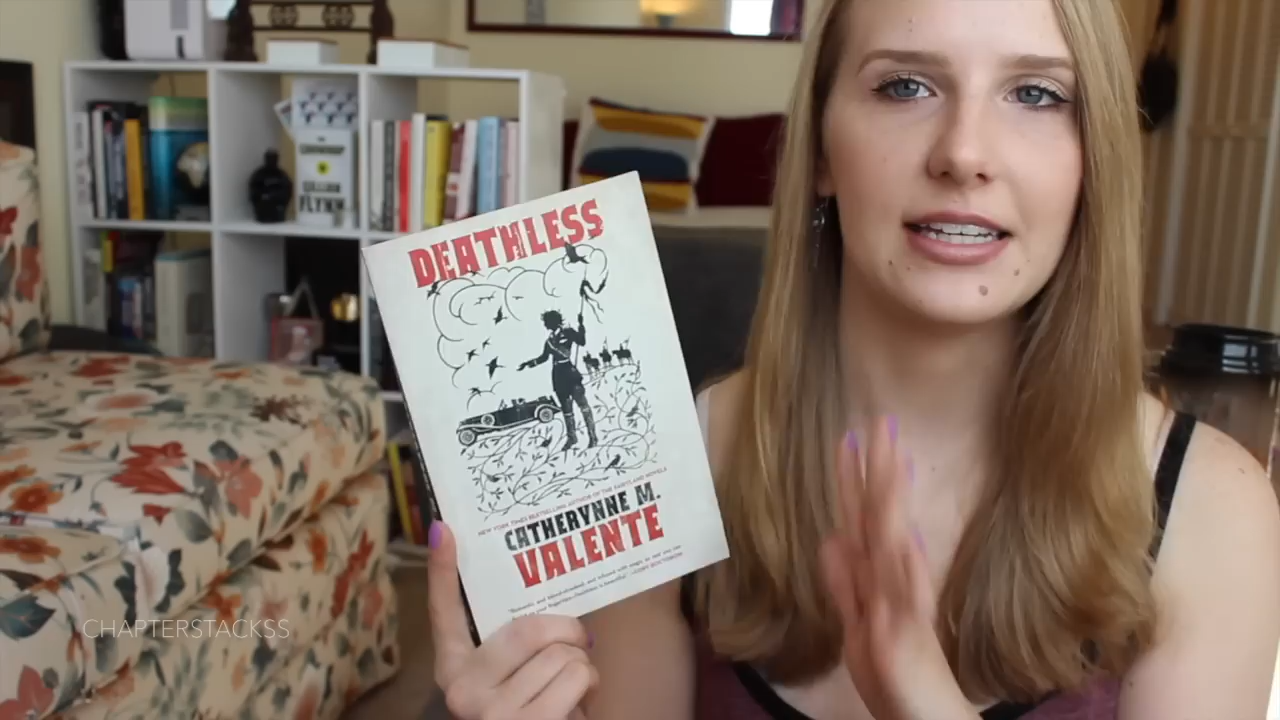 DEATHLESS
NEW YORK TIMES BESTSELLING AUTHOR OF THE FAIRYLAND NOVELS
CATHERYNNE M.
VALENTE
GILLIAN
FLYNN
CHAPTERSTACKSS